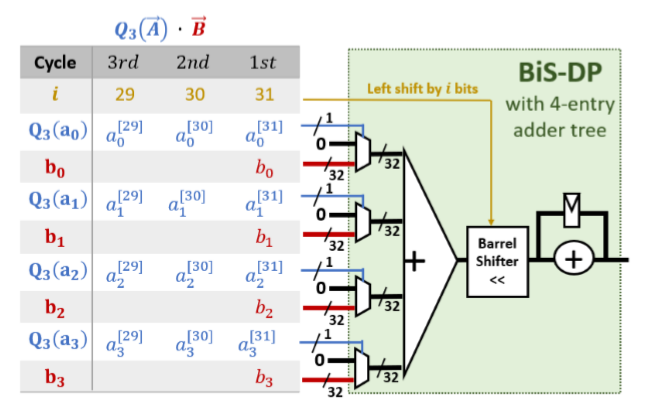 Q₃(A⃗) · B⃗
Cycle 3rd 2nd 1st
i 29 30 31
Q₃(a₀) a₀^[29] a₀^[30] a₀^[31]
b₀ b₀
Q₃(a₁) a₁^[29] a₁^[30] a₁^[31]
b₁ b₁
Q₃(a₂) a₂^[29] a₂^[30] a₂^[31]
b₂ b₂
Q₃(a₃) a₃^[29] a₃^[30] a₃^[31]
b₃ b₃
BiS-DP
with 4-entry
adder tree
Left shift by i bits
1
0
32
32
1
0
32
32
1
0
32
32
1
0
32
32
+
Barrel
Shifter
<<
+